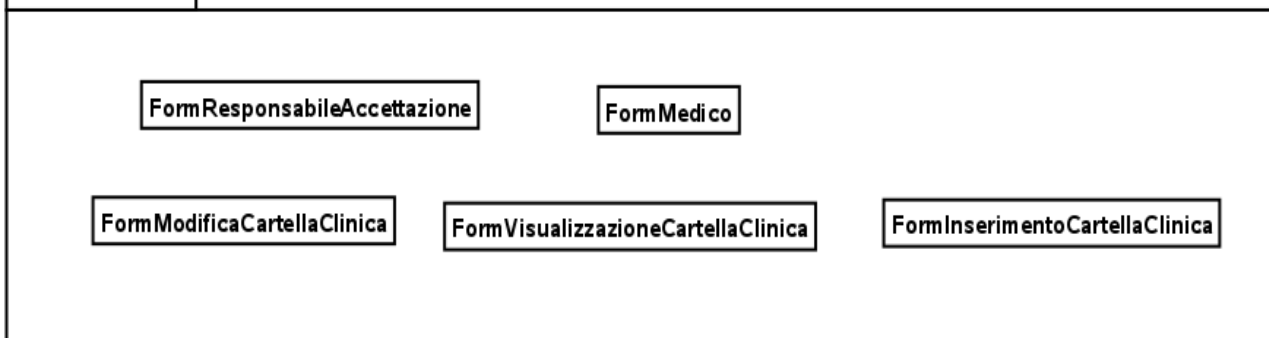 FormResponsabileAccettazione
FormMedico
FormModificaCartellaClinica
FormVisualizzazioneCartellaClinica
FormInserimentoCartellaClinica